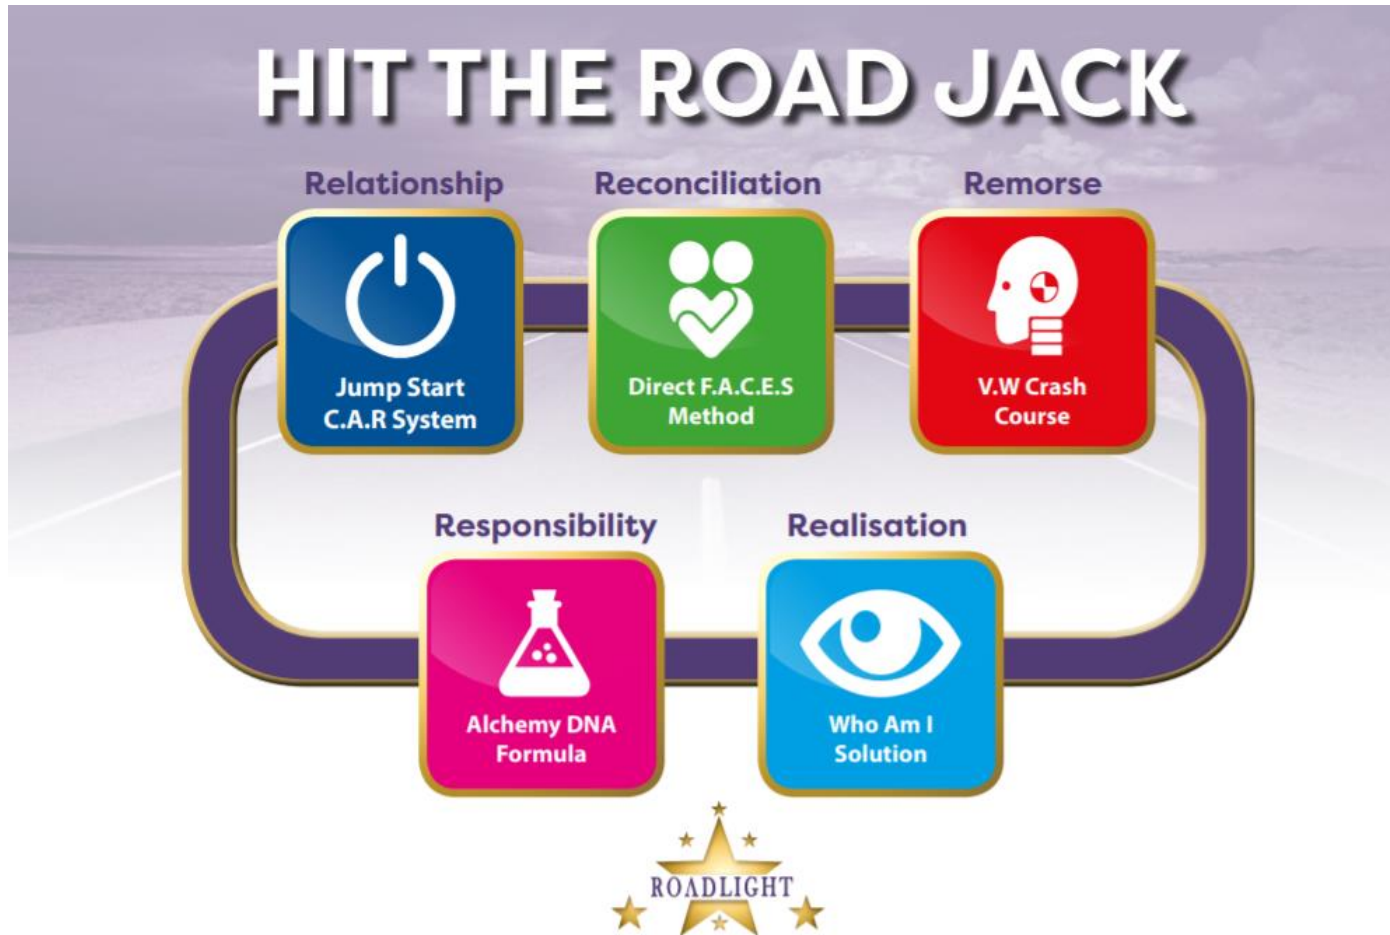 HIT THE ROAD JACK
Relationship
Jump Start
C.A.R System
Reconciliation
Direct F.A.C.E.S
Method
Remorse
V.W Crash
Course
Responsibility
Alchemy DNA
Formula
Realisation
Who Am I
Solution
ROADLIGHT